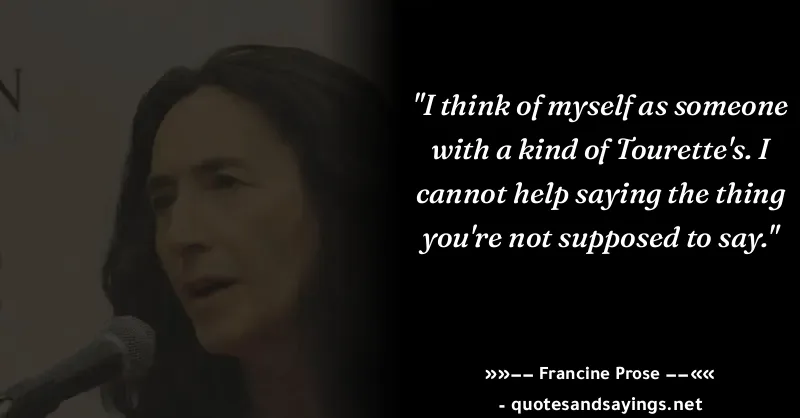 N
"I think of myself as someone
with a kind of Tourette's. I
cannot help saying the thing
you're not supposed to say."
»»–– Francine Prose ––««
- quotesandsayings.net